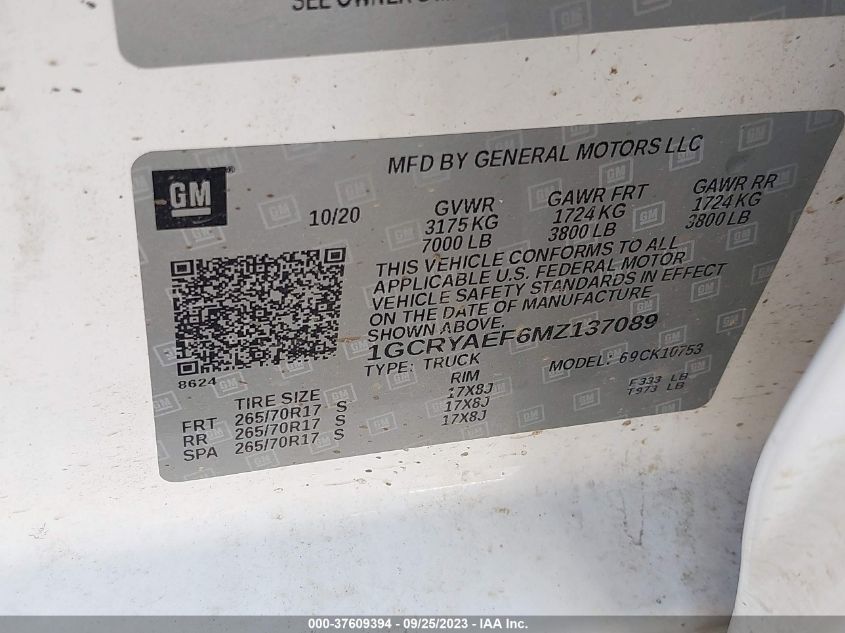 SEE OWNER
GM
MFD BY GENERAL MOTORS LLC
10/20
GVWR
3175 KG
7000 LB
GAWR FRT
1724 KG
3800 LB
GAWR RR
1724 KG
3800 LB
THIS VEHICLE CONFORMS TO ALL
APPLICABLE U.S. FEDERAL MOTOR
VEHICLE SAFETY STANDARDS IN EFFECT
ON THE DATE OF MANUFACTURE
SHOWN ABOVE.
1GCRYAEF6MZ137089
TYPE: TRUCK
MODEL: 69CK10753
8624
TIRE SIZE
RIM
FRT 265/70R17 S 17X8J
RR 265/70R17 S 17X8J
SPA 265/70R17 S 17X8J
F333 LB
T973 LB
000-37609394 - 09/25/2023 - IAEE - Copart, Inc.